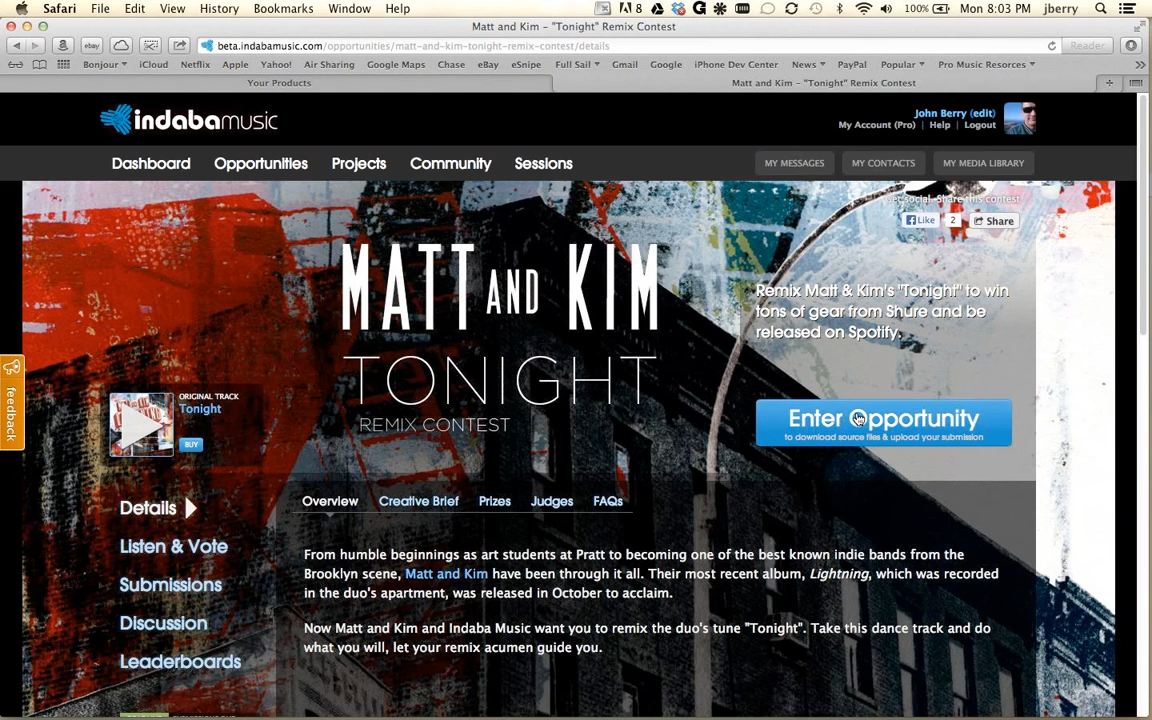 Safari File Edit View History Bookmarks Window Help
8 100% Mon 8:03 PM jberry
Matt and Kim – "Tonight" Remix Contest
ebay beta.indabamusic.com/opportunities/matt-and-kim-tonight-remix-contest/details Reader
Bonjour iCloud Netflix Apple Yahoo! Air Sharing Google Maps Chase eBay eSnipe Full Sail Gmail Google iPhone Dev Center News PayPal Popular Pro Music Resorces
Your Products Matt and Kim – "Tonight" Remix Contest
indabamusic
John Berry (edit)
My Account (Pro) | Help | Logout
Dashboard Opportunities Projects Community Sessions MY MESSAGES MY CONTACTS MY MEDIA LIBRARY
Get social. Share this contest
Like 2 Share
MATT AND KIM
TONIGHT
REMIX CONTEST
Remix Matt & Kim's "Tonight" to win
tons of gear from Shure and be
released on Spotify.
feedback
ORIGINAL TRACK
Tonight
BUY
Enter Opportunity
to download source files & upload your submission
Details
Listen & Vote
Submissions
Discussion
Leaderboards
Overview Creative Brief Prizes Judges FAQs
From humble beginnings as art students at Pratt to becoming one of the best known indie bands from the
Brooklyn scene, Matt and Kim have been through it all. Their most recent album, Lightning, which was recorded
in the duo's apartment, was released in October to acclaim.
Now Matt and Kim and Indaba Music want you to remix the duo's tune "Tonight". Take this dance track and do
what you will, let your remix acumen guide you.